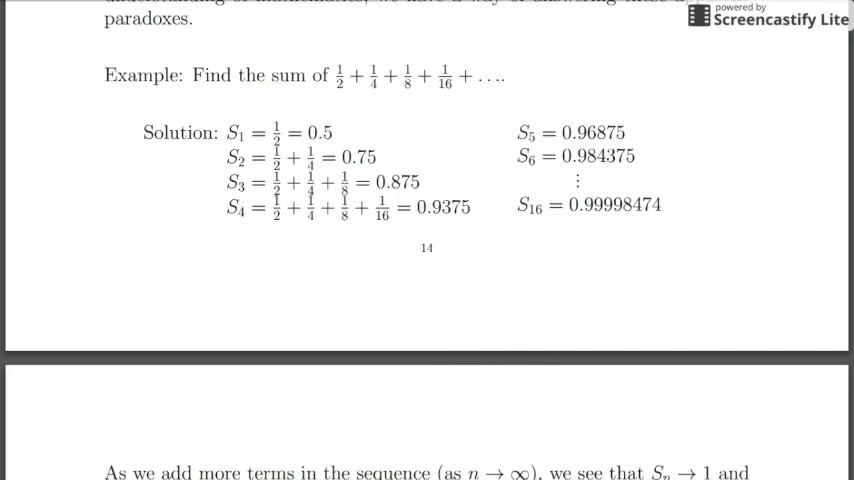 powered by
Screencastify Lite
paradoxes.
Example: Find the sum of 1/2 + 1/4 + 1/8 + 1/16 + ....
Solution: S₁ = 1/2 = 0.5
S₂ = 1/2 + 1/4 = 0.75
S₃ = 1/2 + 1/4 + 1/8 = 0.875
S₄ = 1/2 + 1/4 + 1/8 + 1/16 = 0.9375
S₅ = 0.96875
S₆ = 0.984375
⋮
S₁₆ = 0.99998474
14
As we add more terms in the sequence (as n → ∞), we see that Sₙ → 1 and